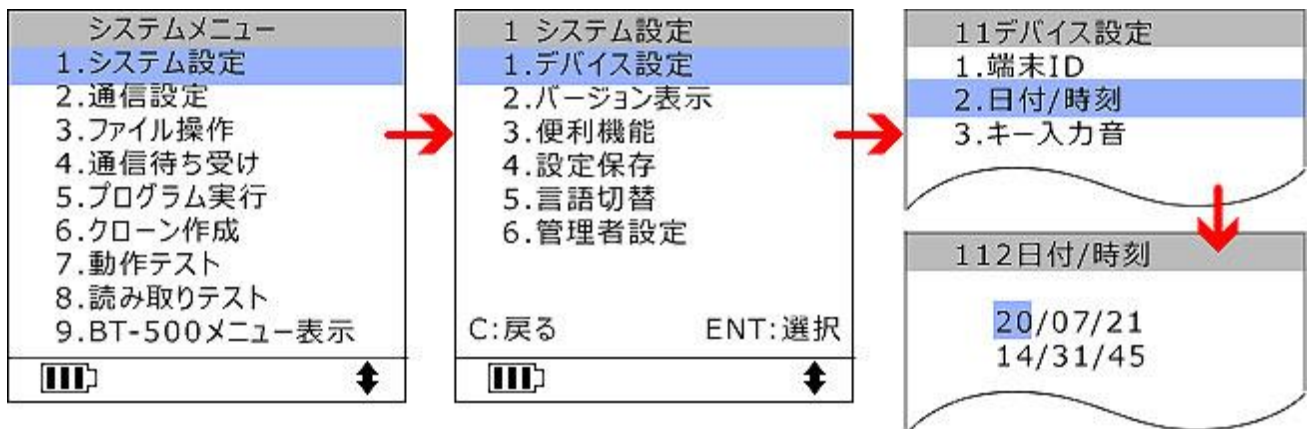 システムメニュー
1.システム設定
2.通信設定
3.ファイル操作
4.通信待ち受け
5.プログラム実行
6.クローン作成
7.動作テスト
8.読み取りテスト
9.BT-500メニュー表示
1 システム設定
1.デバイス設定
2.バージョン表示
3.便利機能
4.設定保存
5.言語切替
6.管理者設定
C:戻る ENT:選択
11デバイス設定
1.端末ID
2.日付/時刻
3.キー入力音
112日付/時刻
20/07/21
14/31/45